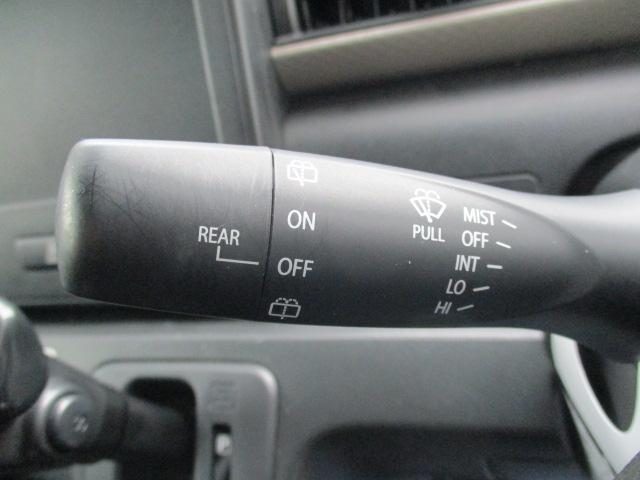 REAR
ON
OFF
PULL
MIST
OFF
INT
LO
HI